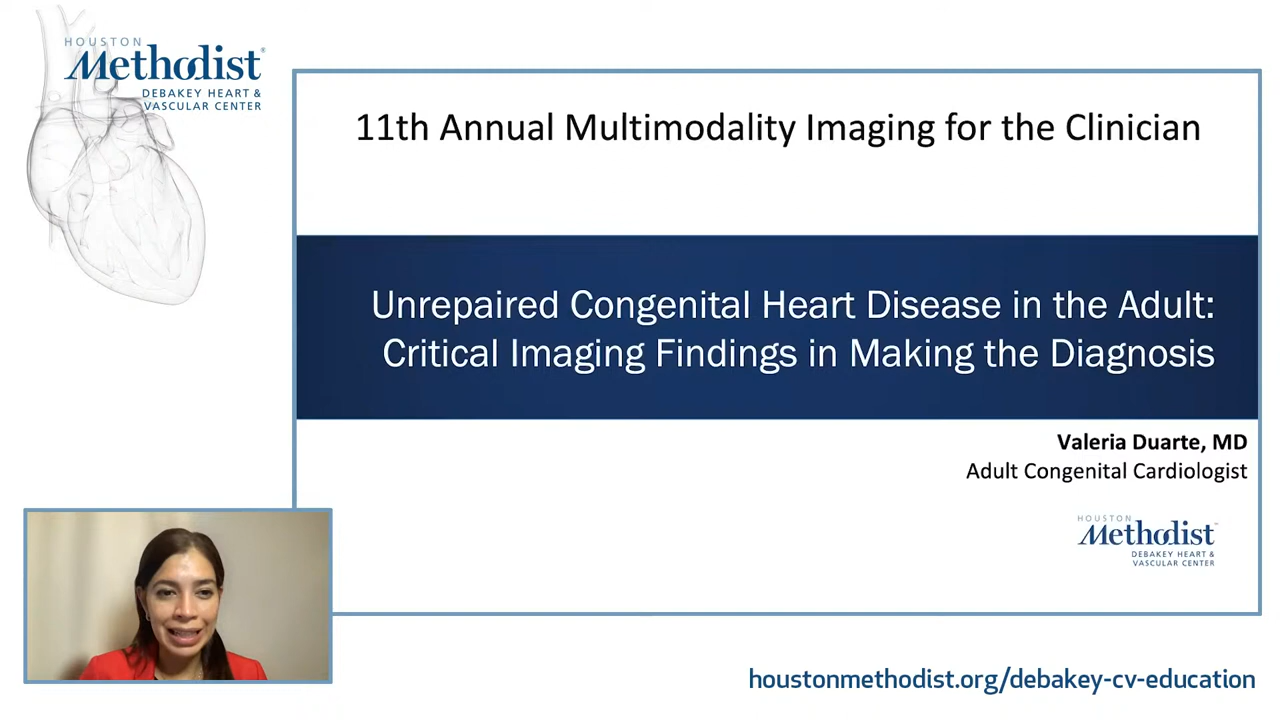 HOUSTON
Methodist
DEBAKEY HEART &
VASCULAR CENTER
11th Annual Multimodality Imaging for the Clinician
Unrepaired Congenital Heart Disease in the Adult:
Critical Imaging Findings in Making the Diagnosis
Valeria Duarte, MD
Adult Congenital Cardiologist
HOUSTON
Methodist
DEBAKEY HEART &
VASCULAR CENTER
houstonmethodist.org/debakey-cv-education